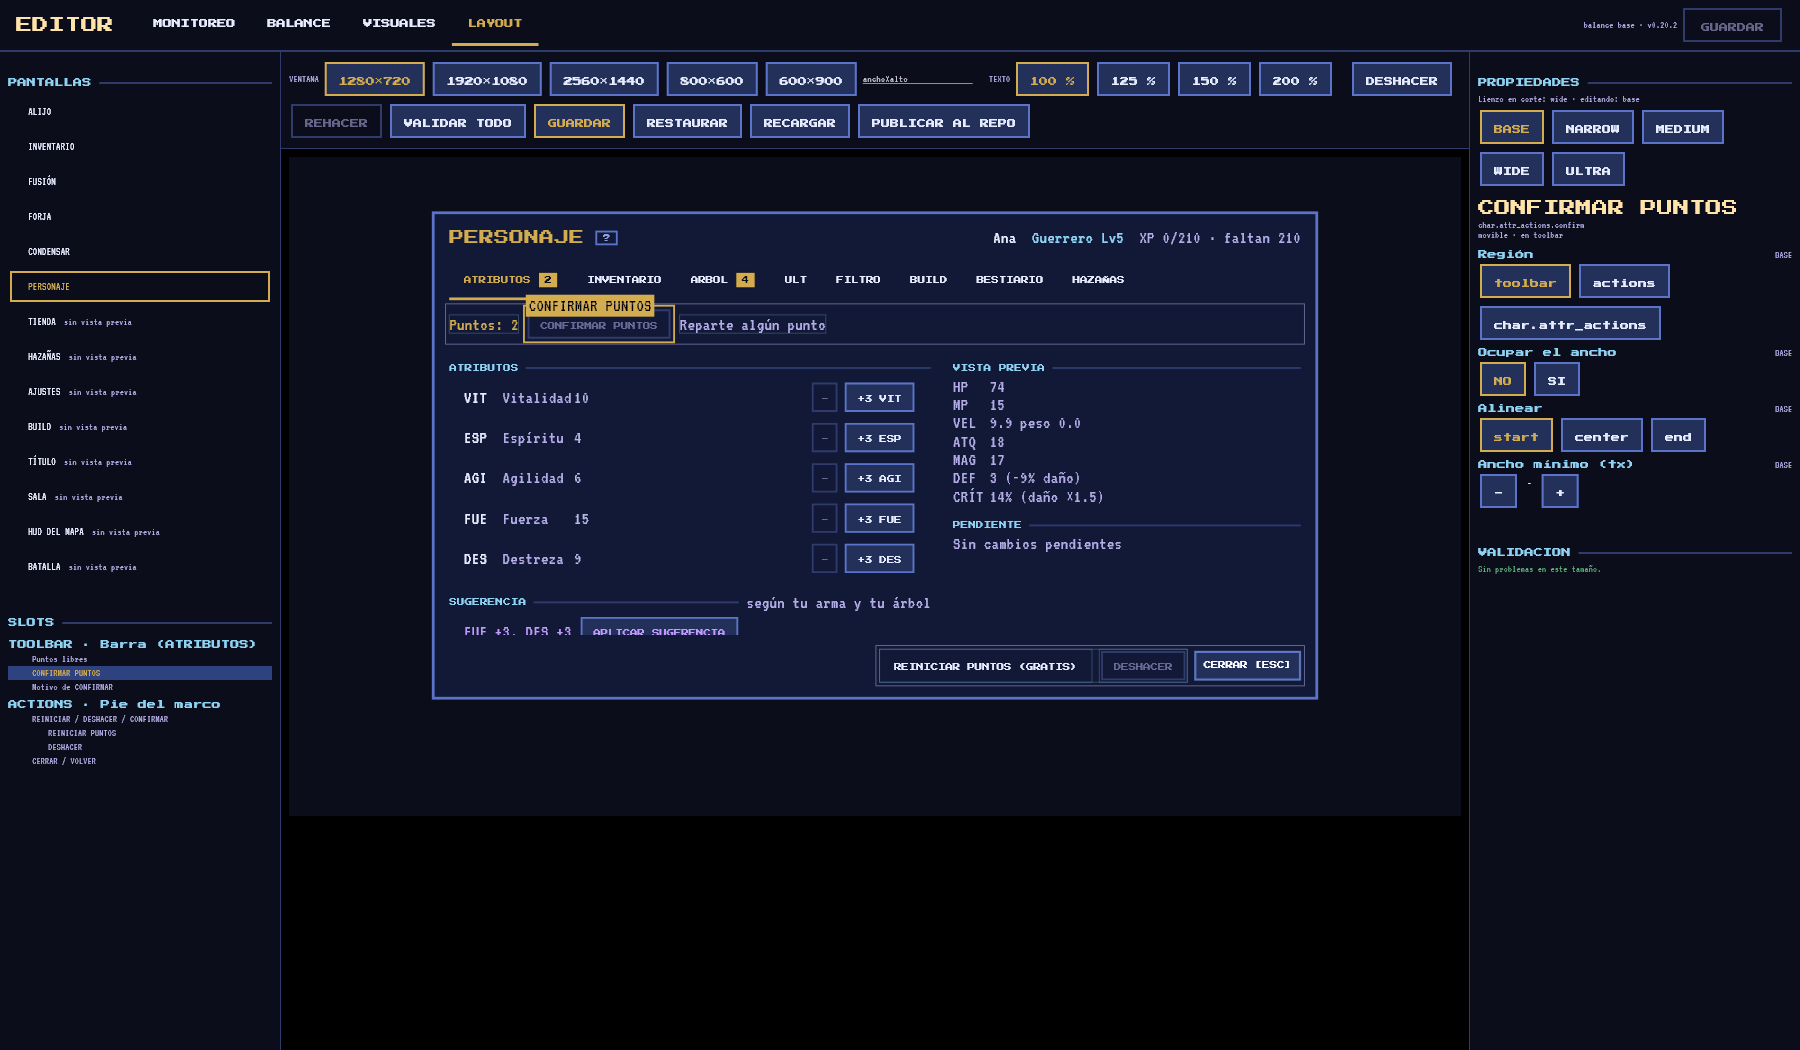 EDITOR
MONITOREO BALANCE VISUALES LAYOUT
balance base · v0.20.2 GUARDAR
PANTALLAS
ALIJO
INVENTARIO
FUSIÓN
FORJA
CONDENSAR
PERSONAJE
TIENDA sin vista previa
HAZAÑAS sin vista previa
AJUSTES sin vista previa
BUILD sin vista previa
TÍTULO sin vista previa
SALA sin vista previa
HUD DEL MAPA sin vista previa
BATALLA sin vista previa
SLOTS
TOOLBAR · Barra (ATRIBUTOS)
Puntos libres
CONFIRMAR PUNTOS
Motivo de CONFIRMAR
ACTIONS · Pie del marco
REINICIAR / DESHACER / CONFIRMAR
REINICIAR PUNTOS
DESHACER
CERRAR / VOLVER
VENTANA 1280×720 1920×1080 2560×1440 800×600 600×900 anchoXalto TEXTO 100 % 125 % 150 % 200 % DESHACER
REHACER VALIDAR TODO GUARDAR RESTAURAR RECARGAR PUBLICAR AL REPO
PERSONAJE ? Ana Guerrero Lv5 XP 0/210 · faltan 210
ATRIBUTOS 2 INVENTARIO ARBOL 4 ULT FILTRO BUILD BESTIARIO HAZAÑAS
CONFIRMAR PUNTOS
Puntos: 2 CONFIRMAR PUNTOS Reparte algún punto
ATRIBUTOS
VIT Vitalidad 10 - +3 VIT
ESP Espíritu 4 - +3 ESP
AGI Agilidad 6 - +3 AGI
FUE Fuerza 15 - +3 FUE
DES Destreza 9 - +3 DES
SUGERENCIA según tu arma y tu árbol
FUE +3, DES +3 APLICAR SUGERENCIA
VISTA PREVIA
HP 74
MP 15
VEL 9.9 peso 0.0
ATQ 18
MAG 17
DEF 3 (-9% daño)
CRÍT 14% (daño X1.5)
PENDIENTE
Sin cambios pendientes
REINICIAR PUNTOS (GRATIS) DESHACER CERRAR [ESC]
PROPIEDADES
Lienzo en corte: wide · editando: base
BASE NARROW MEDIUM
WIDE ULTRA
CONFIRMAR PUNTOS
char.attr_actions.confirm
movible · en toolbar
Región BASE
toolbar actions
char.attr_actions
Ocupar el ancho BASE
NO SI
Alinear BASE
start center end
Ancho mínimo (tx) BASE
- · +
VALIDACION
Sin problemas en este tamaño.